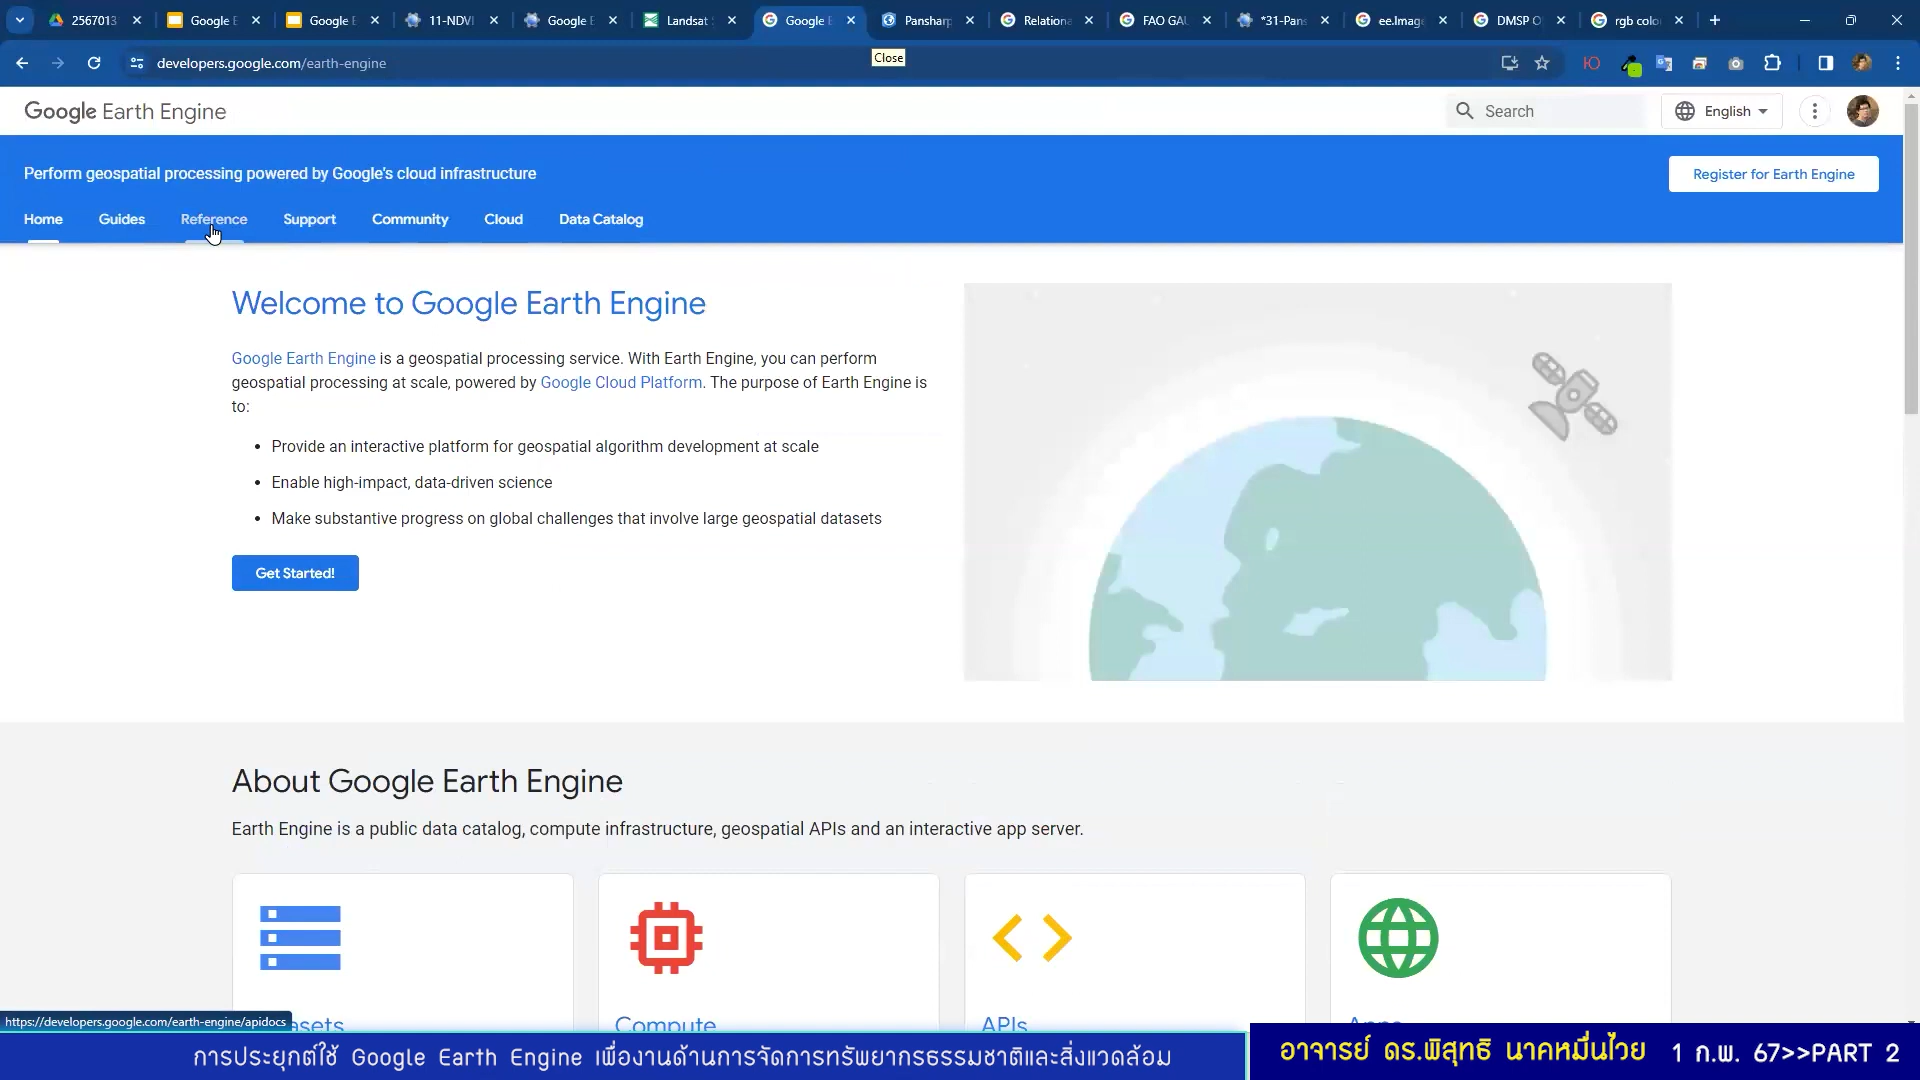 2567013
Google E
Google E
11-NDVI
Google E
Landsat
Google E
Pansharp
Relationa
FAO GAU
*31-Pans
ee.Image
DMSP O
rgb colo
developers.google.com/earth-engine
Close
Google Earth Engine
Search
English
Perform geospatial processing powered by Google's cloud infrastructure
Register for Earth Engine
Home
Guides
Reference
Support
Community
Cloud
Data Catalog
Welcome to Google Earth Engine
Google Earth Engine is a geospatial processing service. With Earth Engine, you can perform
geospatial processing at scale, powered by Google Cloud Platform. The purpose of Earth Engine is
to:
• Provide an interactive platform for geospatial algorithm development at scale
• Enable high-impact, data-driven science
• Make substantive progress on global challenges that involve large geospatial datasets
Get Started!
About Google Earth Engine
Earth Engine is a public data catalog, compute infrastructure, geospatial APIs and an interactive app server.
asets
Compute
APIs
https://developers.google.com/earth-engine/apidocs
การประยุกต์ใช้ Google Earth Engine เพื่องานด้านการจัดการทรัพยากรธรรมชาติและสิ่งแวดล้อม
อาจารย์ ดร.พิสุทธิ นาคหมื่นไวย 1 ก.พ. 67>>PART 2